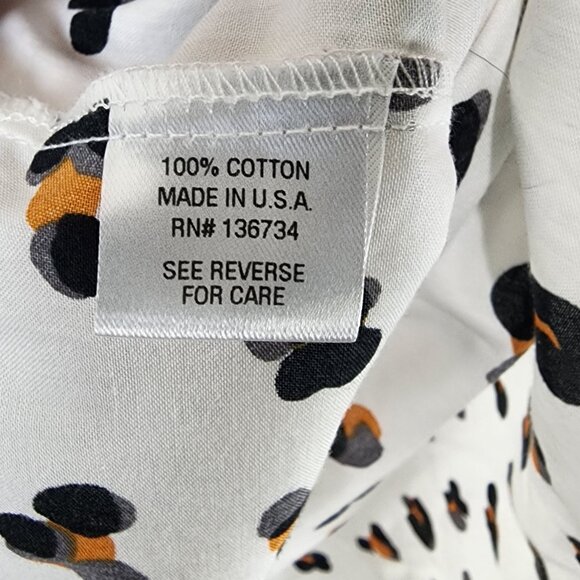 100% COTTON
MADE IN U.S.A.
RN# 136734
SEE REVERSE
FOR CARE